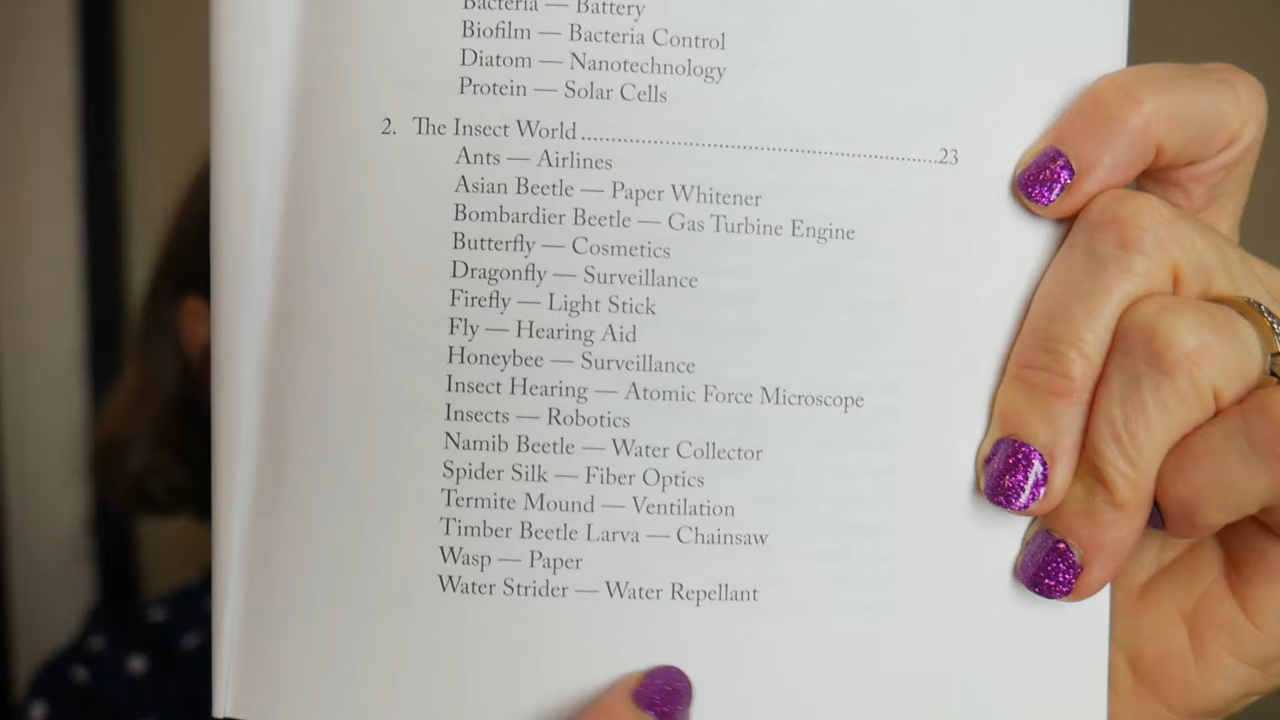 Bacteria — Battery
Biofilm — Bacteria Control
Diatom — Nanotechnology
Protein — Solar Cells
2. The Insect World..........23
Ants — Airlines
Asian Beetle — Paper Whitener
Bombardier Beetle — Gas Turbine Engine
Butterfly — Cosmetics
Dragonfly — Surveillance
Firefly — Light Stick
Fly — Hearing Aid
Honeybee — Surveillance
Insect Hearing — Atomic Force Microscope
Insects — Robotics
Namib Beetle — Water Collector
Spider Silk — Fiber Optics
Termite Mound — Ventilation
Timber Beetle Larva — Chainsaw
Wasp — Paper
Water Strider — Water Repellant